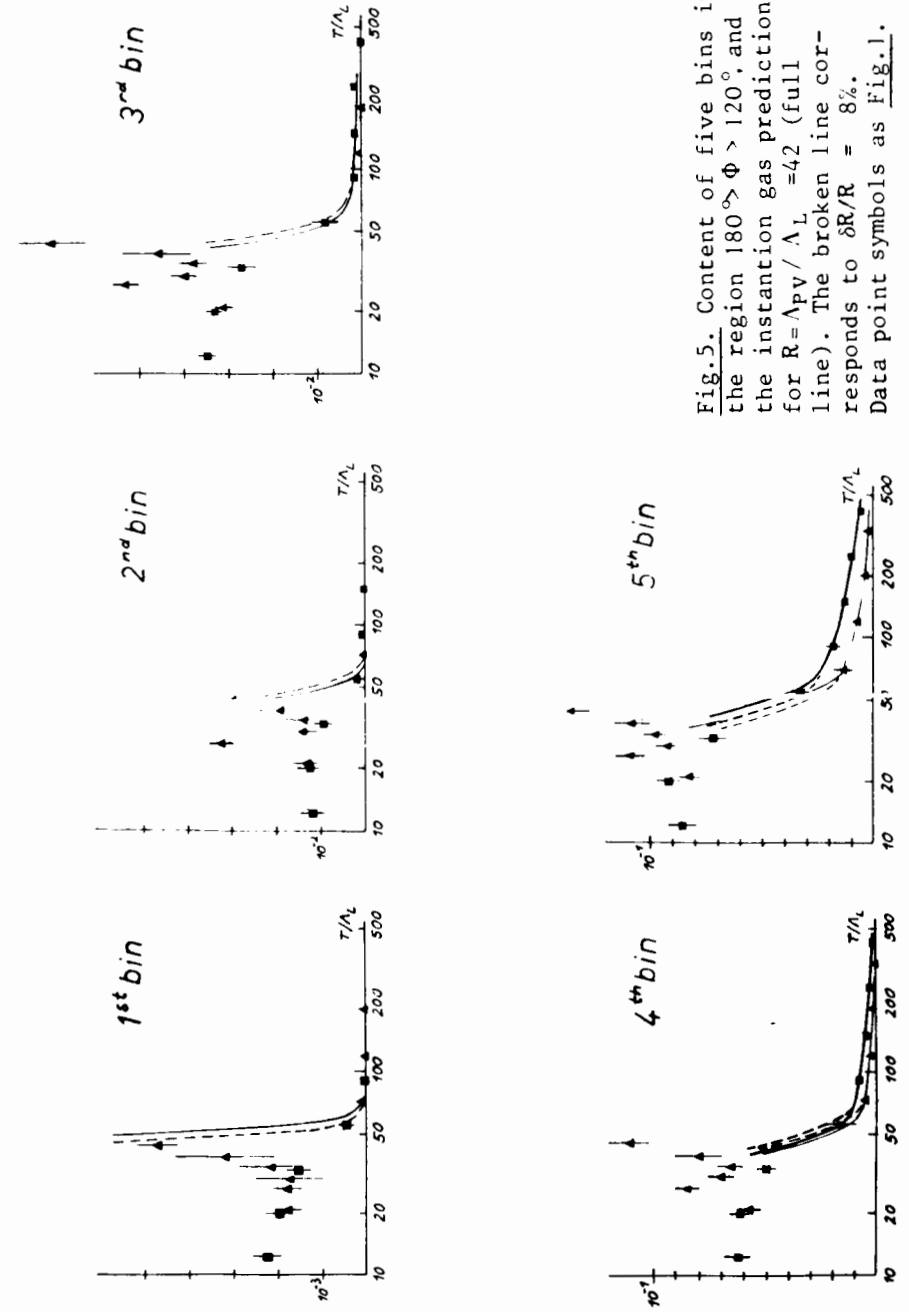 1st bin
10⁻³
T/Λ_L
10 20 50 100 200 500
2nd bin
10⁻²
T/Λ_L
10 20 50 100 200 500
3rd bin
10⁻²
T/Λ_L
10 20 50 100 200 500
4th bin
10⁻¹
T/Λ_L
10 20 50 100 200 500
5th bin
10⁻¹
T/Λ_L
10 20 50 100 200 500
Fig.5. Content of five bins i
the region 180°> Φ > 120°, and
the instantion gas prediction
for R=Λ_PV/Λ_L =42 (full
line). The broken line cor-
responds to δR/R = 8%.
Data point symbols as Fig.1.